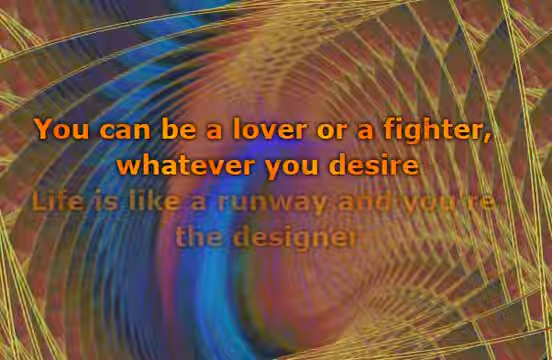 You can be a lover or a fighter,
whatever you desire
Life is like a runway and you're
the designer